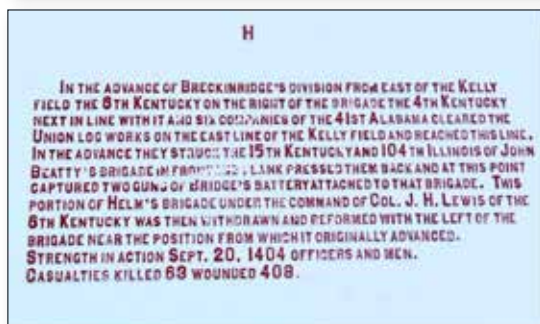 H
IN THE ADVANCE OF BRECKINRIDGE'S DIVISION FROM EAST OF THE KELLY
FIELD THE 6TH KENTUCKY ON THE RIGHT OF THE BRIGADE THE 4TH KENTUCKY
NEXT IN LINE WITH IT AND SIX COMPANIES OF THE 41ST ALABAMA CLEARED THE
UNION LOG WORKS ON THE EAST LINE OF THE KELLY FIELD AND REACHED THIS LINE.
IN THE ADVANCE THEY STRUCK THE 15TH KENTUCKY AND 104TH ILLINOIS OF JOHN
BEATTY'S BRIGADE IN FLANK PRESSED THEM BACK AND AT THIS POINT
CAPTURED TWO GUNS OF BRIDGE'S BATTERY ATTACHED TO THAT BRIGADE. THIS
PORTION OF HELM'S BRIGADE UNDER THE COMMAND OF COL. J. H. LEWIS OF THE
6TH KENTUCKY WAS THEN WITHDRAWN AND REFORMED WITH THE LEFT OF THE
BRIGADE NEAR THE POSITION FROM WHICH IT ORIGINALLY ADVANCED.
STRENGTH IN ACTION SEPT. 20, 1404 OFFICERS AND MEN.
CASUALTIES KILLED 63 WOUNDED 408.